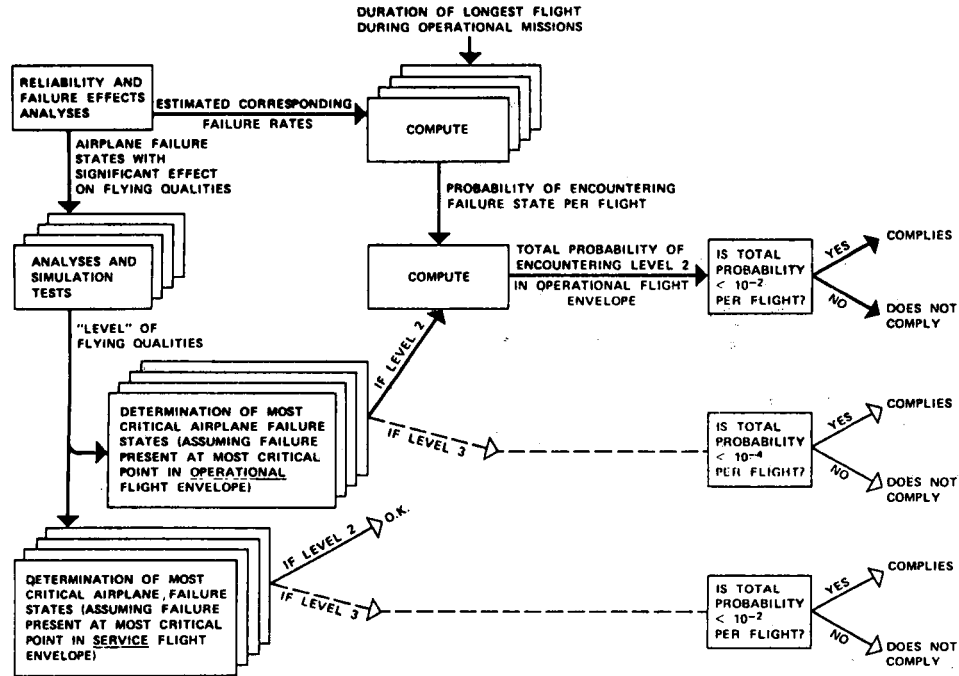 DURATION OF LONGEST FLIGHT
DURING OPERATIONAL MISSIONS
RELIABILITY AND
FAILURE EFFECTS
ANALYSES
ESTIMATED CORRESPONDING
FAILURE RATES
COMPUTE
AIRPLANE FAILURE
STATES WITH
SIGNIFICANT EFFECT
ON FLYING QUALITIES
PROBABILITY OF ENCOUNTERING
FAILURE STATE PER FLIGHT
ANALYSES AND
SIMULATION
TESTS
COMPUTE
TOTAL PROBABILITY OF
ENCOUNTERING LEVEL 2
IN OPERATIONAL FLIGHT
ENVELOPE
IS TOTAL
PROBABILITY
< 10⁻²
PER FLIGHT?
YES
COMPLIES
NO
DOES NOT
COMPLY
"LEVEL" OF
FLYING QUALITIES
IF LEVEL 2
DETERMINATION OF MOST
CRITICAL AIRPLANE FAILURE
STATES (ASSUMING FAILURE
PRESENT AT MOST CRITICAL
POINT IN OPERATIONAL
FLIGHT ENVELOPE)
IF LEVEL 3
IS TOTAL
PROBABILITY
< 10⁻⁴
PER FLIGHT?
YES
COMPLIES
NO
DOES NOT
COMPLY
IF LEVEL 2
O.K.
DETERMINATION OF MOST
CRITICAL AIRPLANE, FAILURE
STATES (ASSUMING FAILURE
PRESENT AT MOST CRITICAL
POINT IN SERVICE FLIGHT
ENVELOPE)
IF LEVEL 3
IS TOTAL
PROBABILITY
< 10⁻²
PER FLIGHT?
YES
COMPLIES
NO
DOES NOT
COMPLY